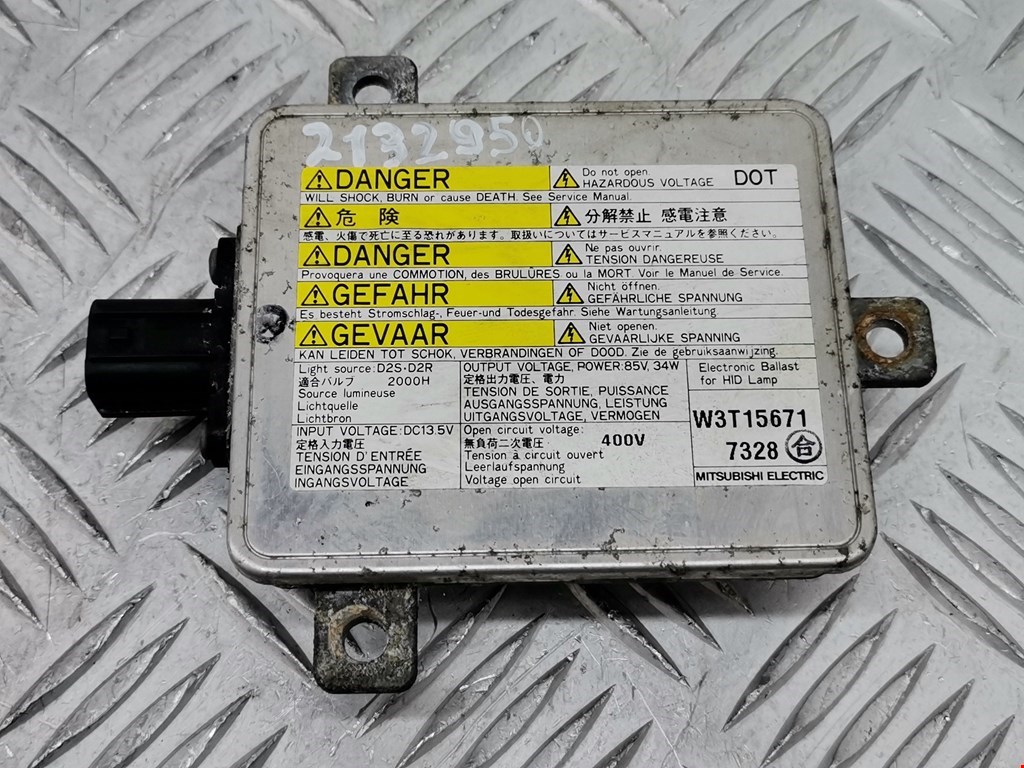 2132950
DANGER Do not open. HAZARDOUS VOLTAGE DOT
WILL SHOCK, BURN or cause DEATH. See Service Manual.
危 険 分解禁止 感電注意
感電、火傷で死亡に至る恐れがあります。取扱いについてはサービスマニュアルを参照ください。
DANGER Ne pas ouvrir. TENSION DANGEREUSE
Provoquera une COMMOTION, des BRULÛRES ou la MORT. Voir le Manuel de Service.
GEFAHR Nicht öffnen. GEFÄHRLICHE SPANNUNG
Es besteht Stromschlag-, Feuer-und Todesgefahr. Siehe Wartungsanleitung
GEVAAR Niet openen. GEVAARLIJKE SPANNING
KAN LEIDEN TOT SCHOK, VERBRANDINGEN OF DOOD. Zie de gebruiksaanwijzing.
Light source: D2S·D2R
適合バルブ 2000H
Source lumineuse
Lichtquelle
Lichtbron
INPUT VOLTAGE: DC13.5V
定格入力電圧
TENSION D'ENTRÉE
EINGANGSSPANNUNG
INGANGSVOLTAGE
OUTPUT VOLTAGE, POWER: 85V, 34W
定格出力電圧、電力
TENSION DE SORTIE, PUISSANCE
AUSGANGSSPANNUNG, LEISTUNG
UITGANGSVOLTAGE, VERMOGEN
Open circuit voltage:
無負荷二次電圧 400V
Tension à circuit ouvert
Leerlaufspannung
Voltage open circuit
Electronic Ballast
for HID Lamp
W3T15671
7328 合
MITSUBISHI ELECTRIC